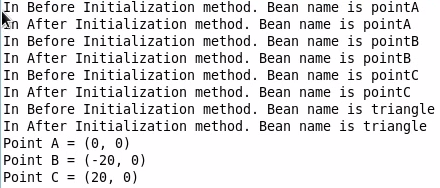 In Before Initialization method. Bean name is pointA
In After Initialization method. Bean name is pointA
In Before Initialization method. Bean name is pointB
In After Initialization method. Bean name is pointB
In Before Initialization method. Bean name is pointC
In After Initialization method. Bean name is pointC
In Before Initialization method. Bean name is triangle
In After Initialization method. Bean name is triangle
Point A = (0, 0)
Point B = (-20, 0)
Point C = (20, 0)